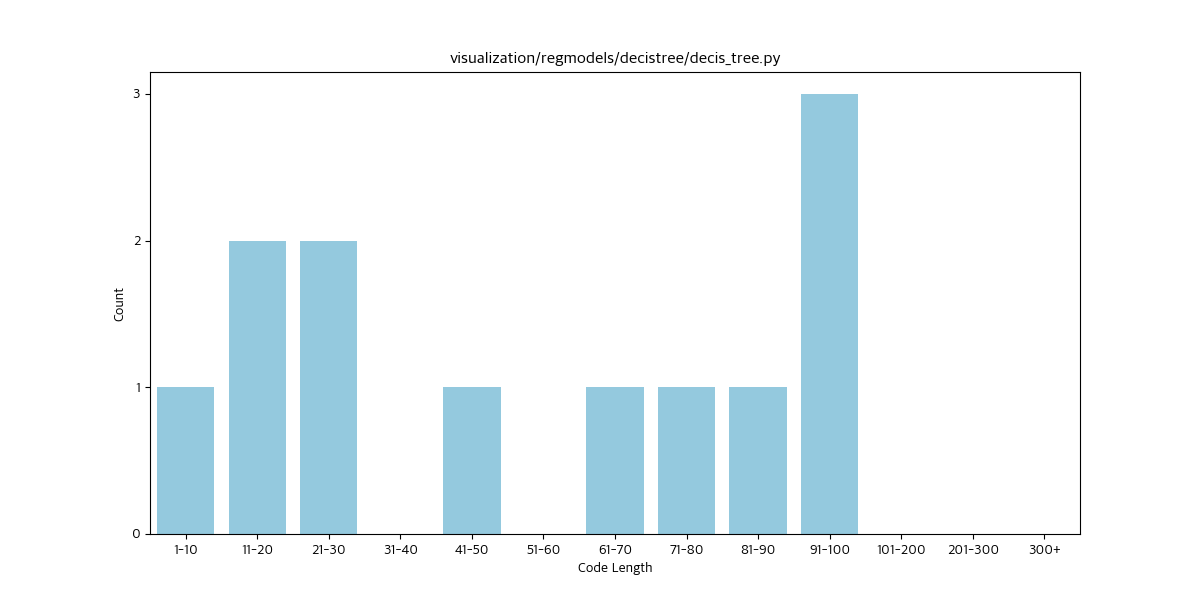 visualization/regmodels/decistree/decis_tree.py
3
2
1
0
Count
1-10 11-20 21-30 31-40 41-50 51-60 61-70 71-80 81-90 91-100 101-200 201-300 300+
Code Length